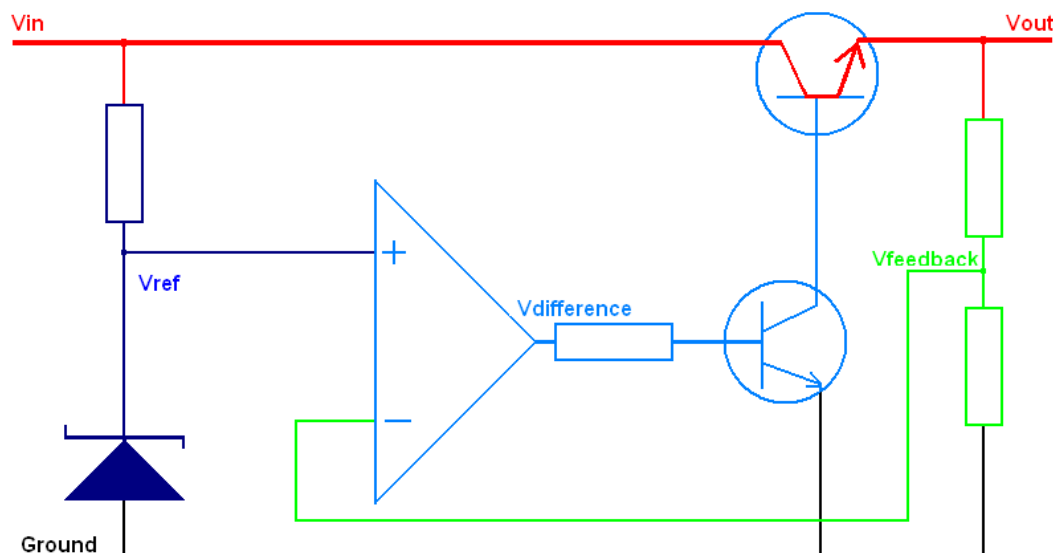 Vin
Vout
Vref
+
Vfeedback
Vdifference
−
Ground